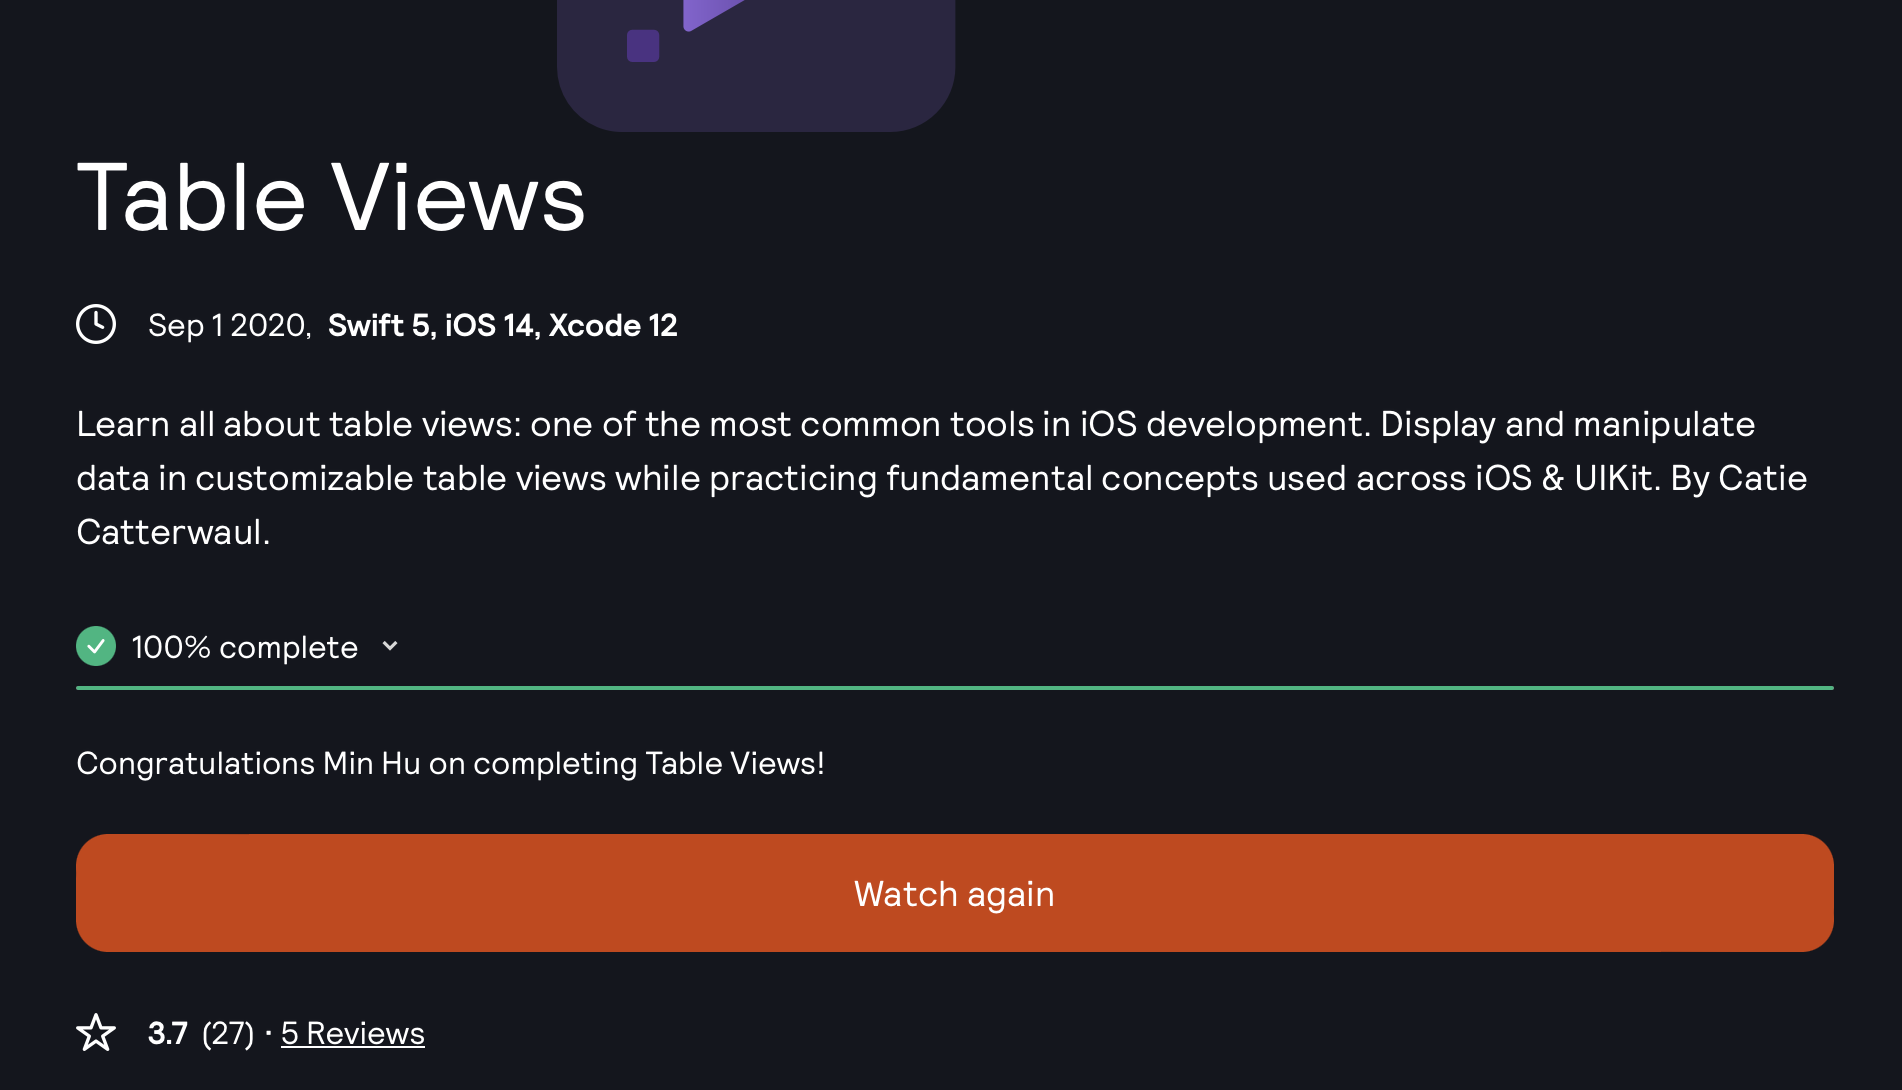 Table Views
Sep 1 2020, Swift 5, iOS 14, Xcode 12
Learn all about table views: one of the most common tools in iOS development. Display and manipulate
data in customizable table views while practicing fundamental concepts used across iOS & UIKit. By Catie
Catterwaul.
100% complete
Congratulations Min Hu on completing Table Views!
Watch again
3.7 (27) · 5 Reviews